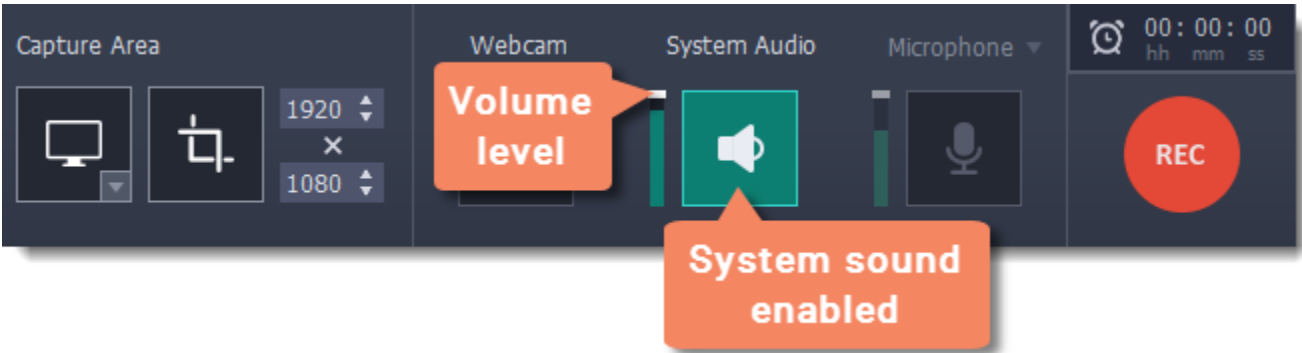 Capture Area
Webcam
System Audio
Microphone
00:00:00
hh mm ss
1920
×
1080
Volume
level
REC
System sound
enabled